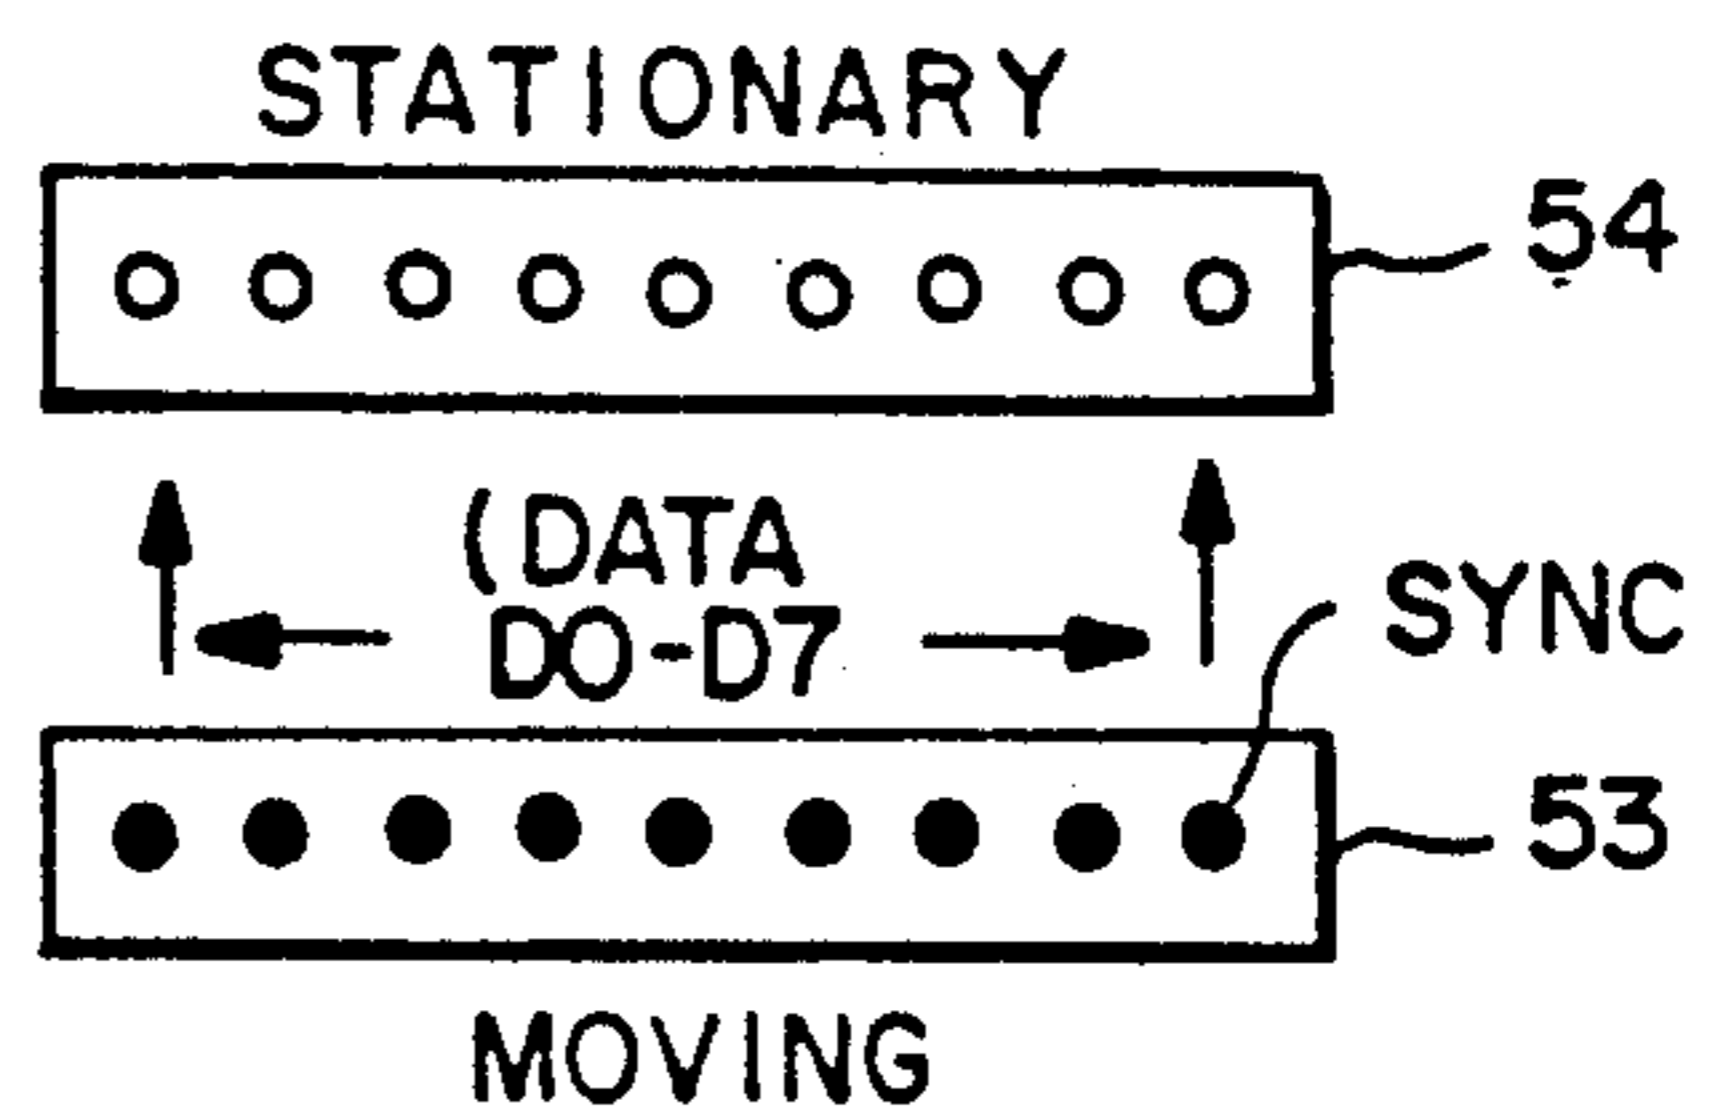 STATIONARY
54
(DATA
D0-D7
SYNC
53
MOVING